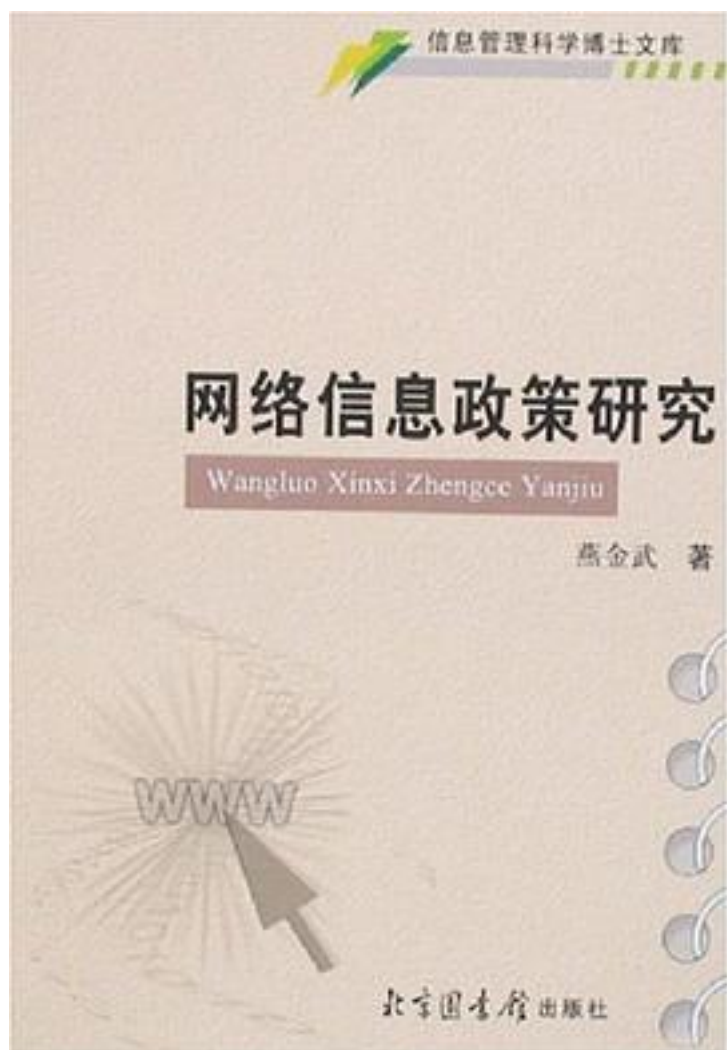 信息管理科学博士文库
网络信息政策研究
Wangluo Xinxi Zhengce Yanjiu
燕金武 著
WWW
北京图书馆出版社